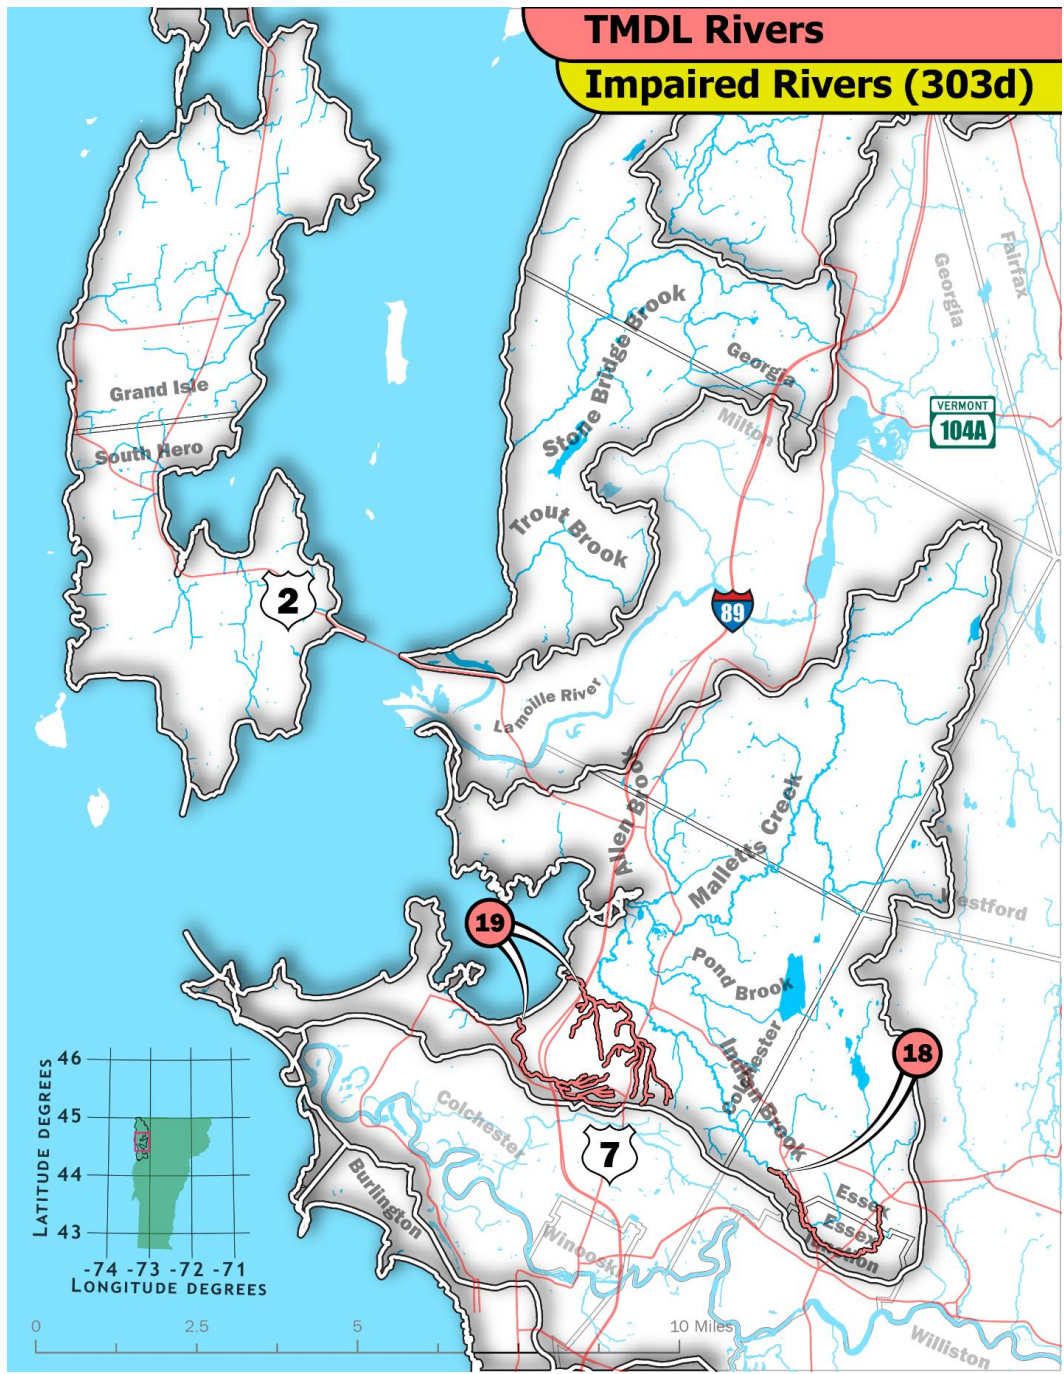 TMDL Rivers
Impaired Rivers (303d)
Fairfax
Georgia
Stone Bridge Brook
Georgia
Grand Isle
VERMONT
104A
Milton
South Hero
Trout Brook
2
89
Lamoille River
Allen Brook
Malletts Creek
Westford
19
Pond Brook
18
Colchester
Indian Brook
Colchester
7
Burlington
Essex
Essex
Junction
Winooski
Williston
LATITUDE DEGREES
46
45
44
43
-74 -73 -72 -71
LONGITUDE DEGREES
0 2.5 5 10 Miles